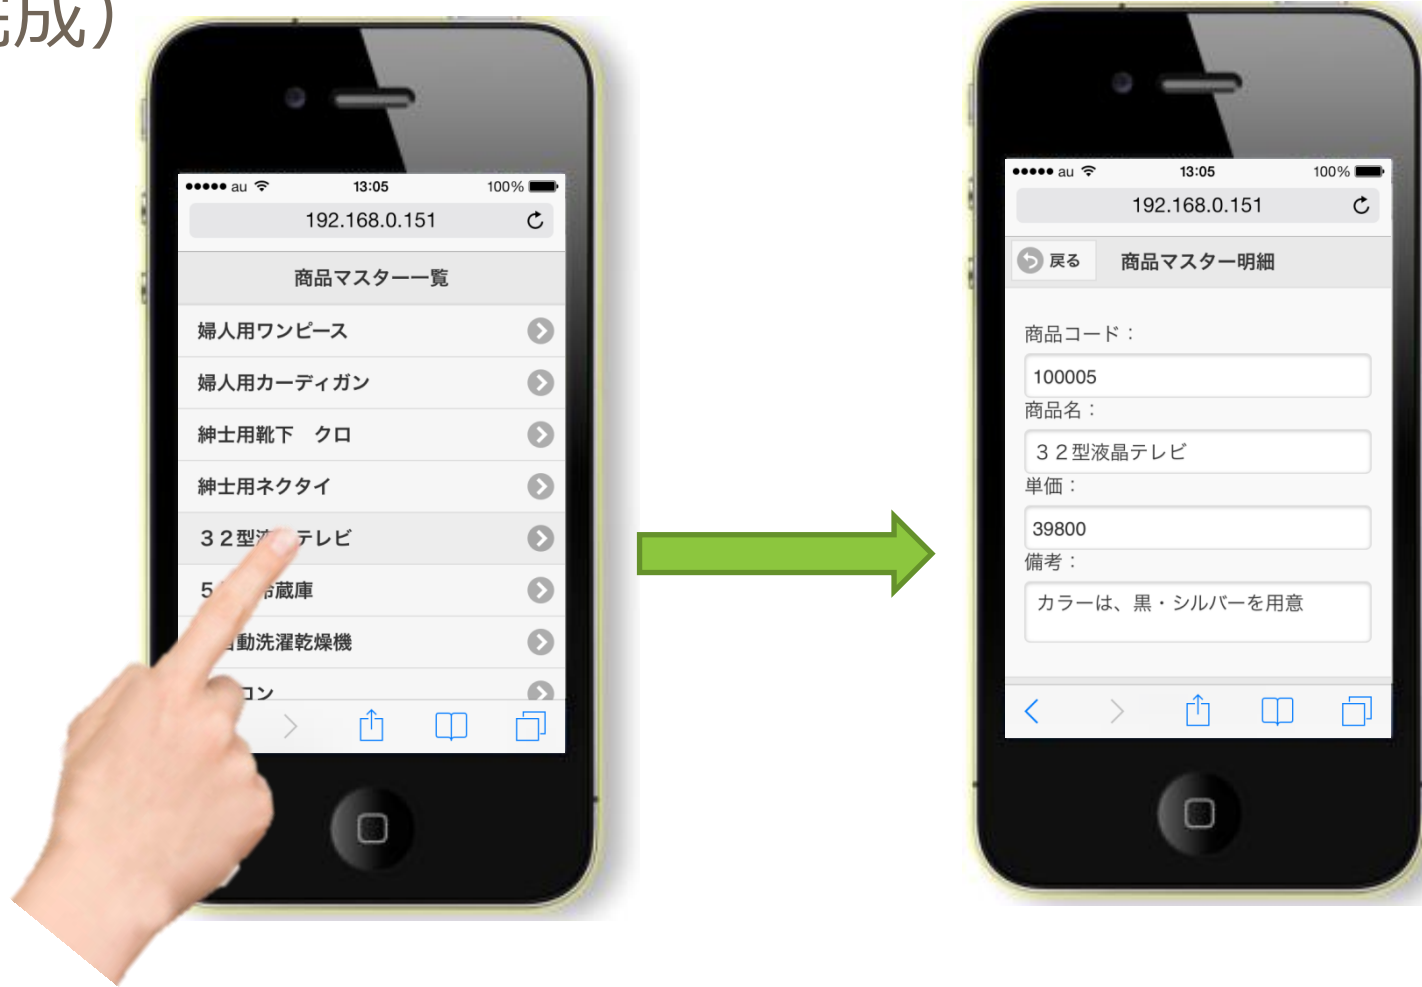 完成）
au 13:05 100%
192.168.0.151
商品マスター一覧
婦人用ワンピース
婦人用カーディガン
紳士用靴下　クロ
紳士用ネクタイ
３２型液テレビ
5 冷蔵庫
動洗濯乾燥機
コン
au 13:05 100%
192.168.0.151
戻る 商品マスター明細
商品コード：
100005
商品名：
３２型液晶テレビ
単価：
39800
備考：
カラーは、黒・シルバーを用意